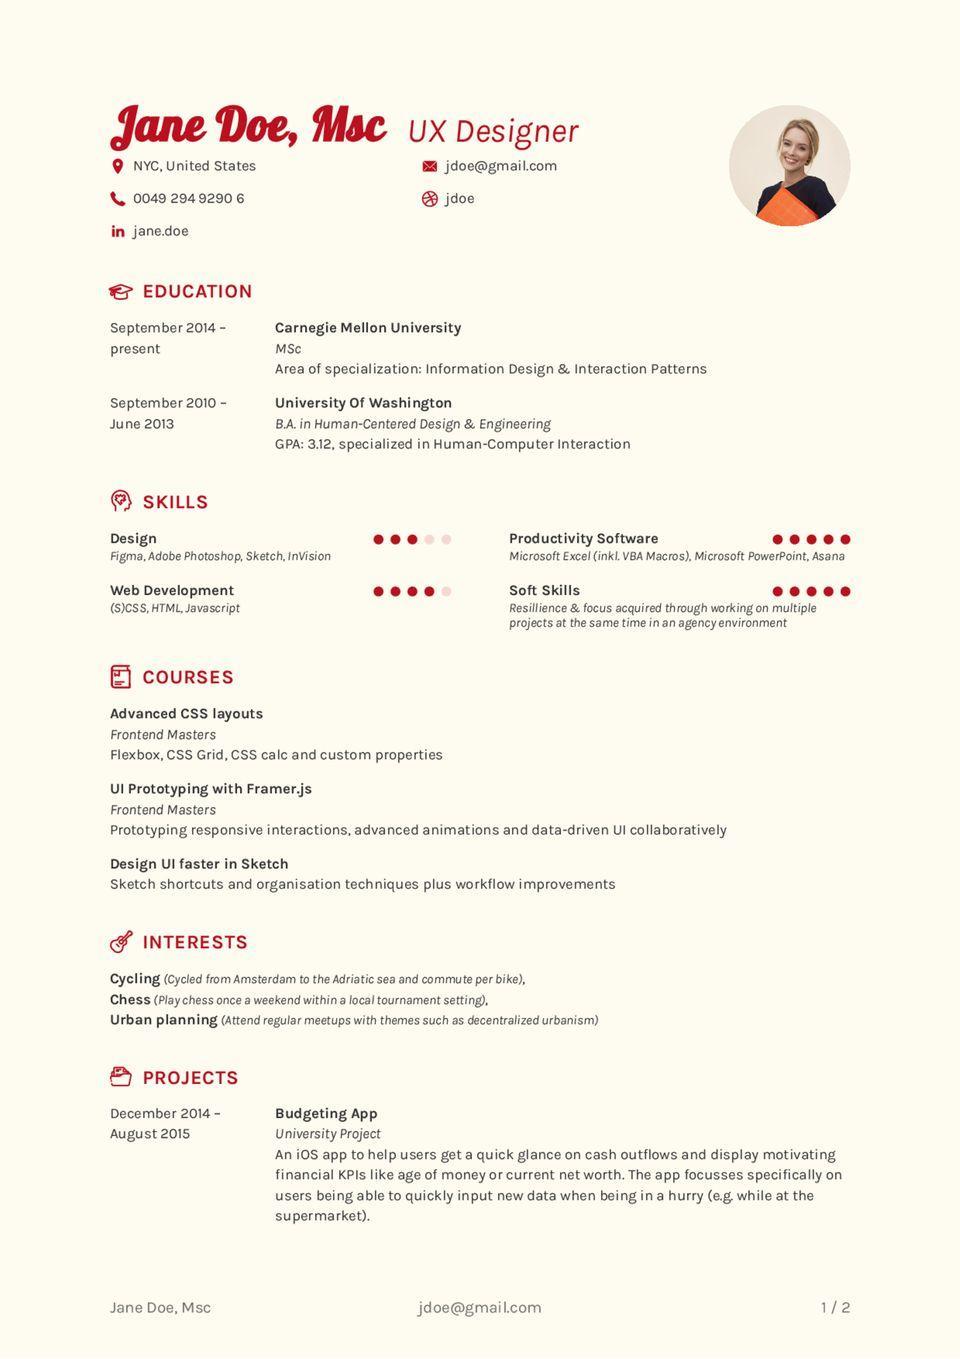 Jane Doe, Msc UX Designer
NYC, United States
jdoe@gmail.com
0049 294 9290 6
jdoe
in jane.doe
EDUCATION
September 2014 –
present
Carnegie Mellon University
MSc
Area of specialization: Information Design & Interaction Patterns
September 2010 –
June 2013
University Of Washington
B.A. in Human-Centered Design & Engineering
GPA: 3.12, specialized in Human-Computer Interaction
SKILLS
Design
Figma, Adobe Photoshop, Sketch, InVision
Productivity Software
Microsoft Excel (inkl. VBA Macros), Microsoft PowerPoint, Asana
Web Development
(S)CSS, HTML, Javascript
Soft Skills
Resillience & focus acquired through working on multiple
projects at the same time in an agency environment
COURSES
Advanced CSS layouts
Frontend Masters
Flexbox, CSS Grid, CSS calc and custom properties
UI Prototyping with Framer.js
Frontend Masters
Prototyping responsive interactions, advanced animations and data-driven UI collaboratively
Design UI faster in Sketch
Sketch shortcuts and organisation techniques plus workflow improvements
INTERESTS
Cycling (Cycled from Amsterdam to the Adriatic sea and commute per bike),
Chess (Play chess once a weekend within a local tournament setting),
Urban planning (Attend regular meetups with themes such as decentralized urbanism)
PROJECTS
December 2014 –
August 2015
Budgeting App
University Project
An iOS app to help users get a quick glance on cash outflows and display motivating
financial KPIs like age of money or current net worth. The app focusses specifically on
users being able to quickly input new data when being in a hurry (e.g. while at the
supermarket).
Jane Doe, Msc
jdoe@gmail.com
1 / 2